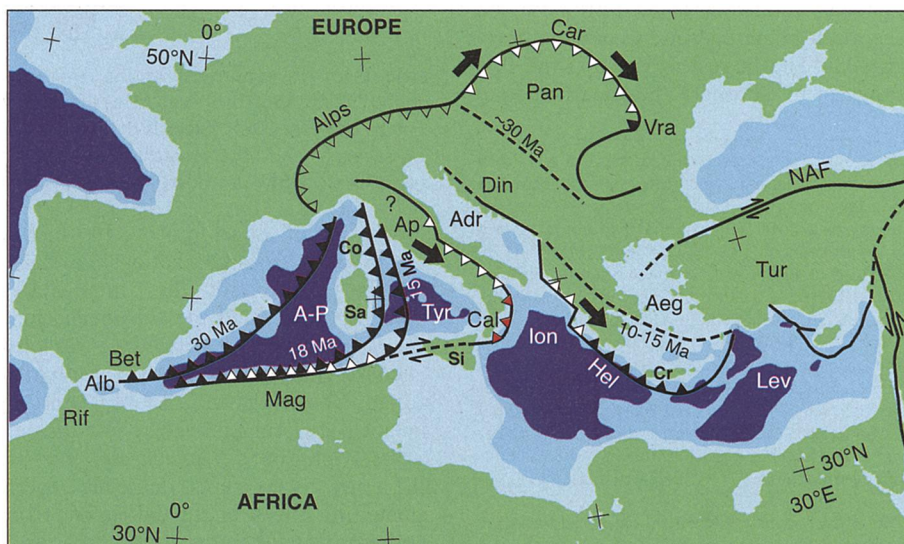 EUROPE
0°
50°N
Car
Pan
Alps
Vra
~30 Ma
Din
NAF
?
Ap
Adr
Co
15 Ma
Tur
Aeg
A-P
Sa
Tyr
Cal
Ion
10-15 Ma
30 Ma
18 Ma
Bet
Si
Hel
Cr
Lev
Alb
Mag
Rif
30°N
30°E
AFRICA
0°
30°N